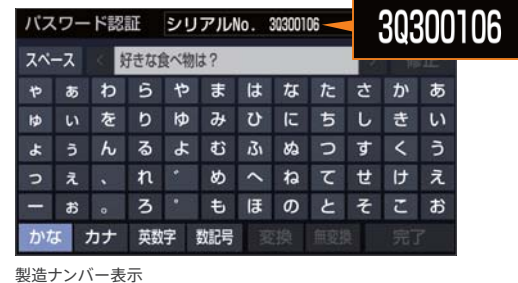 パスワード認証 シリアルNo. 3Q300106
3Q300106
スペース < 好きな食べ物は? > 修正
ゃ ぁ わ ら や ま は な た さ か あ
ゅ ぃ を り ゆ み ひ に ち し き い
ょ ぅ ん る よ む ふ ぬ つ す く う
っ ぇ 、 れ ゛ め へ ね て せ け え
ー ぉ 。 ろ ゜ も ほ の と そ こ お
かな カナ 英数字 数記号 変換 無変換 完了
製造ナンバー表示